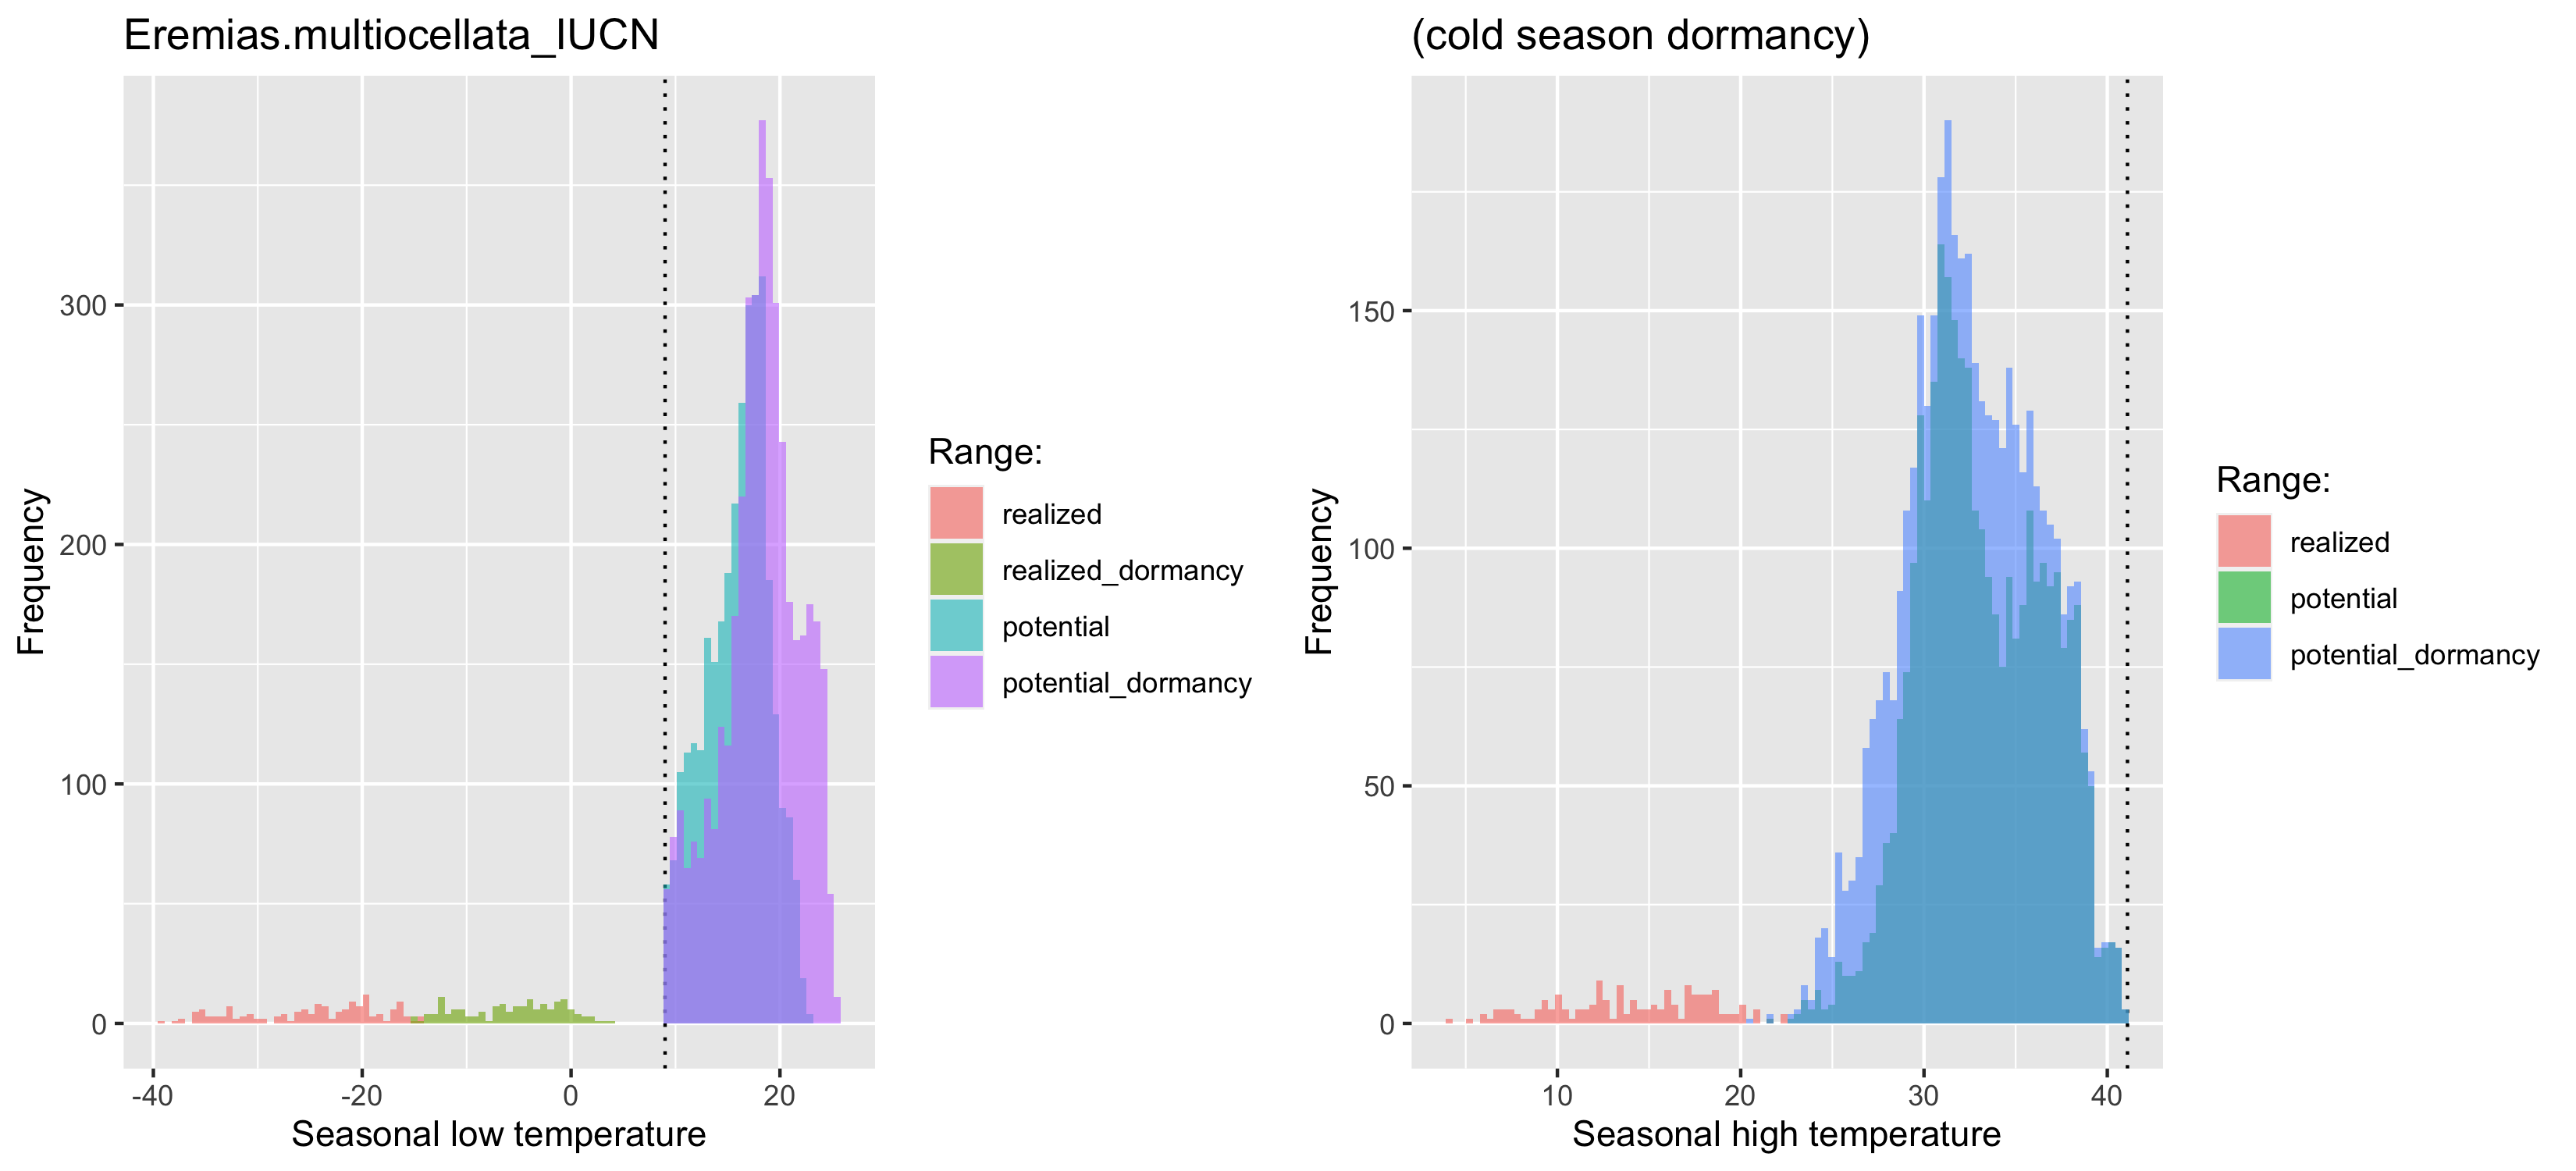 Eremias.multiocellata_IUCN
Frequency
300
200
100
0
-40 -20 0 20
Seasonal low temperature
Range:
realized
realized_dormancy
potential
potential_dormancy
(cold season dormancy)
Frequency
150
100
50
0
10 20 30 40
Seasonal high temperature
Range:
realized
potential
potential_dormancy